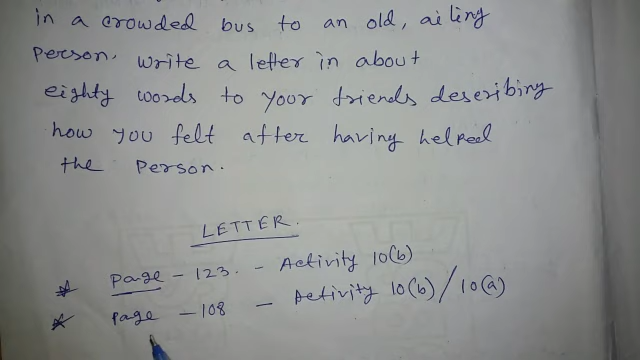 in a crowded bus to an old, ailing
Person. Write a letter in about
eighty words to your friends describing
how you felt after having helped
the Person.
LETTER.
* Page - 123. - Activity 10(b)
* Page - 108 - Activity 10(b) / 10(a)